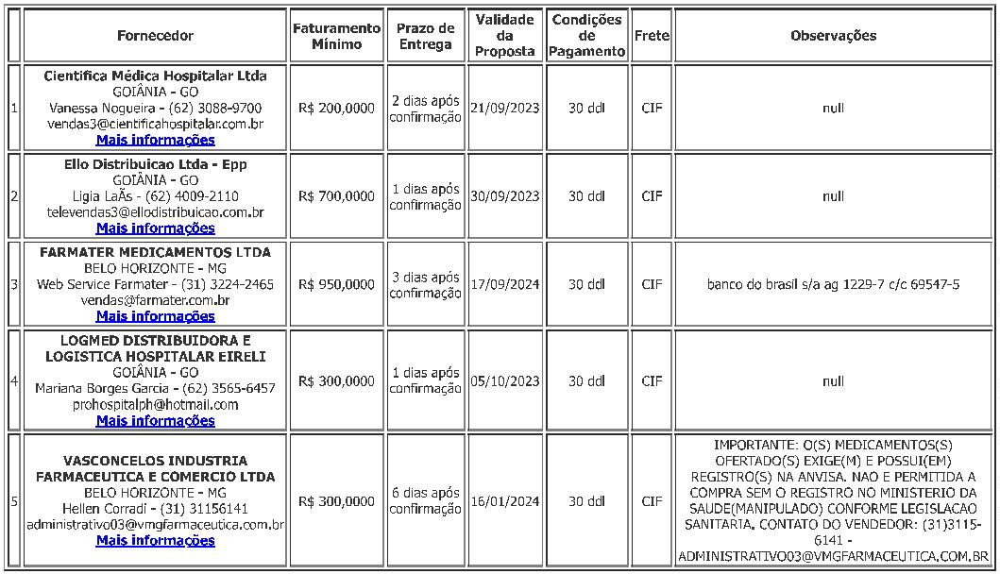 Fornecedor
Faturamento
Mínimo
Prazo de
Entrega
Validade
da
Proposta
Condições
de
Pagamento
Frete
Observações
1
Cientifica Médica Hospitalar Ltda
GOIÂNIA - GO
Vanessa Nogueira - (62) 3088-9700
vendas3@cientificahospitalar.com.br
Mais informações
R$ 200,0000
2 dias após
confirmação
21/09/2023
30 ddl
CIF
null
2
Ello Distribuicao Ltda - Epp
GOIÂNIA - GO
Ligia LaÃs - (62) 4009-2110
televendas3@ellodistribuicao.com.br
Mais informações
R$ 700,0000
1 dias após
confirmação
30/09/2023
30 ddl
CIF
null
3
FARMATER MEDICAMENTOS LTDA
BELO HORIZONTE - MG
Web Service Farmater - (31) 3224-2465
vendas@farmater.com.br
Mais informações
R$ 950,0000
3 dias após
confirmação
17/09/2024
30 ddl
CIF
banco do brasil s/a ag 1229-7 c/c 69547-5
4
LOGMED DISTRIBUIDORA E
LOGISTICA HOSPITALAR EIRELI
GOIÂNIA - GO
Mariana Borges Garcia - (62) 3565-6457
prohospitalph@hotmail.com
Mais informações
R$ 300,0000
1 dias após
confirmação
05/10/2023
30 ddl
CIF
null
5
VASCONCELOS INDUSTRIA
FARMACEUTICA E COMERCIO LTDA
BELO HORIZONTE - MG
Hellen Corradi - (31) 31156141
administrativo03@vmgfarmaceutica.com.br
Mais informações
R$ 300,0000
6 dias após
confirmação
16/01/2024
30 ddl
CIF
IMPORTANTE: O(S) MEDICAMENTOS(S)
OFERTADO(S) EXIGE(M) E POSSUI(EM)
REGISTRO(S) NA ANVISA. NAO E PERMITIDA A
COMPRA SEM O REGISTRO NO MINISTERIO DA
SAUDE(MANIPULADO) CONFORME LEGISLACAO
SANITARIA. CONTATO DO VENDEDOR: (31)3115-
6141 -
ADMINISTRATIVO03@VMGFARMACEUTICA.COM.BR